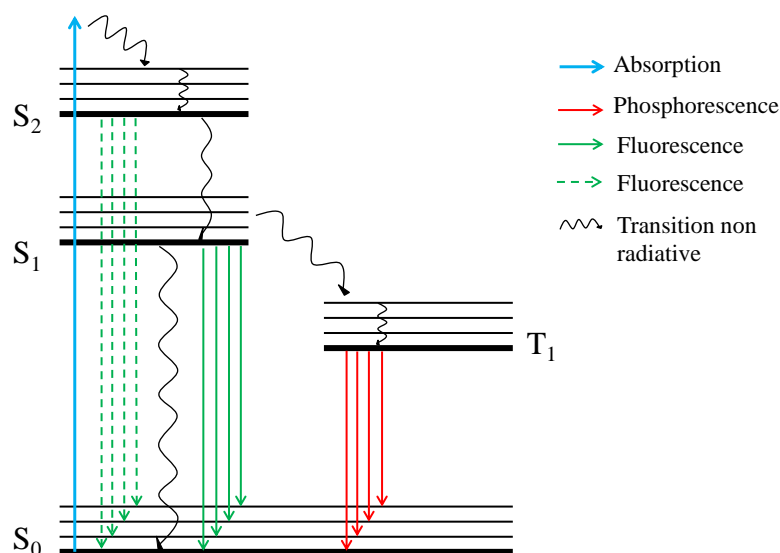 S2
S1
T1
S0
Absorption
Phosphorescence
Fluorescence
Fluorescence
Transition non
radiative